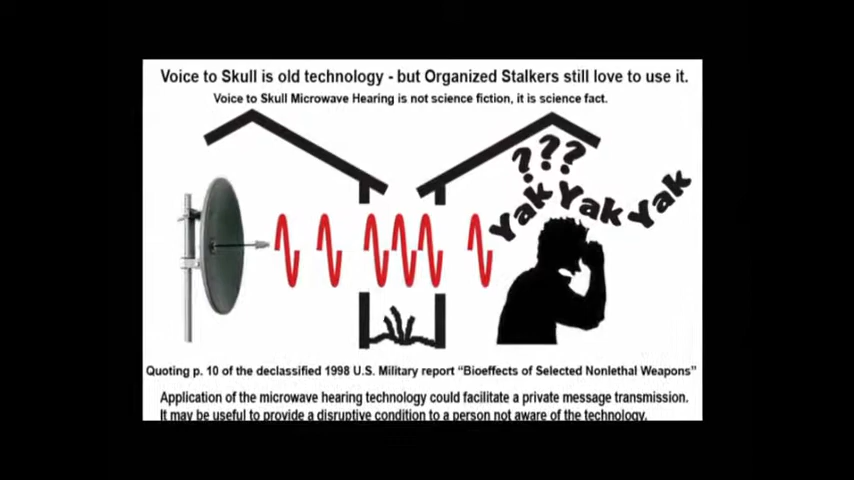 Voice to Skull is old technology - but Organized Stalkers still love to use it.
Voice to Skull Microwave Hearing is not science fiction, it is science fact.
???
Yak Yak Yak
Quoting p. 10 of the declassified 1998 U.S. Military report “Bioeffects of Selected Nonlethal Weapons”
Application of the microwave hearing technology could facilitate a private message transmission.
It may be useful to provide a disruptive condition to a person not aware of the technology.